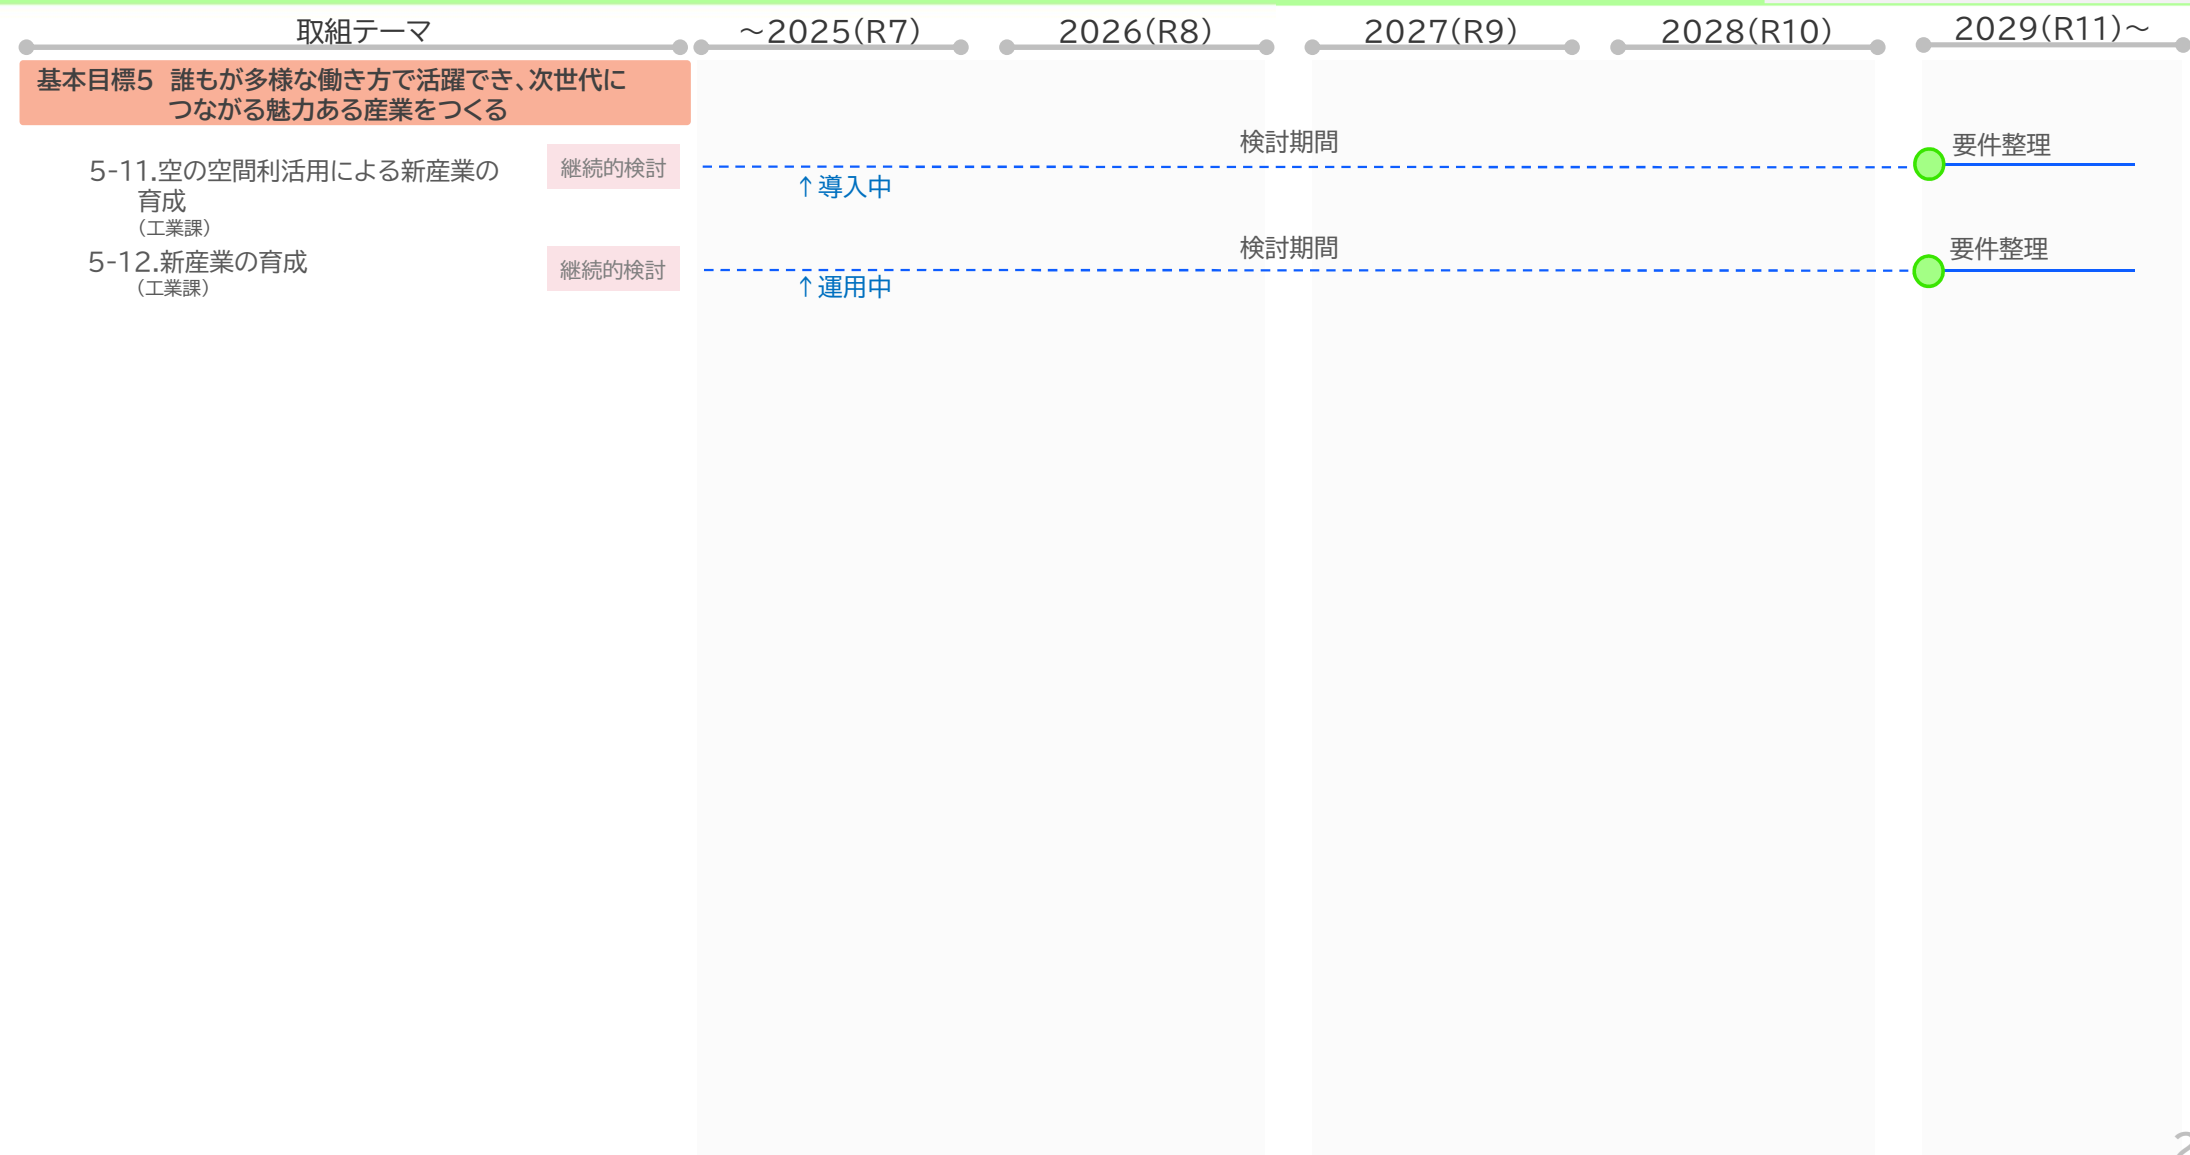 取組テーマ
～2025(R7)
2026(R8)
2027(R9)
2028(R10)
2029(R11)～
基本目標5 誰もが多様な働き方で活躍でき、次世代に
つながる魅力ある産業をつくる
5-11.空の空間利活用による新産業の
育成
(工業課)
継続的検討
検討期間
↑導入中
要件整理
5-12.新産業の育成
(工業課)
継続的検討
検討期間
↑運用中
要件整理